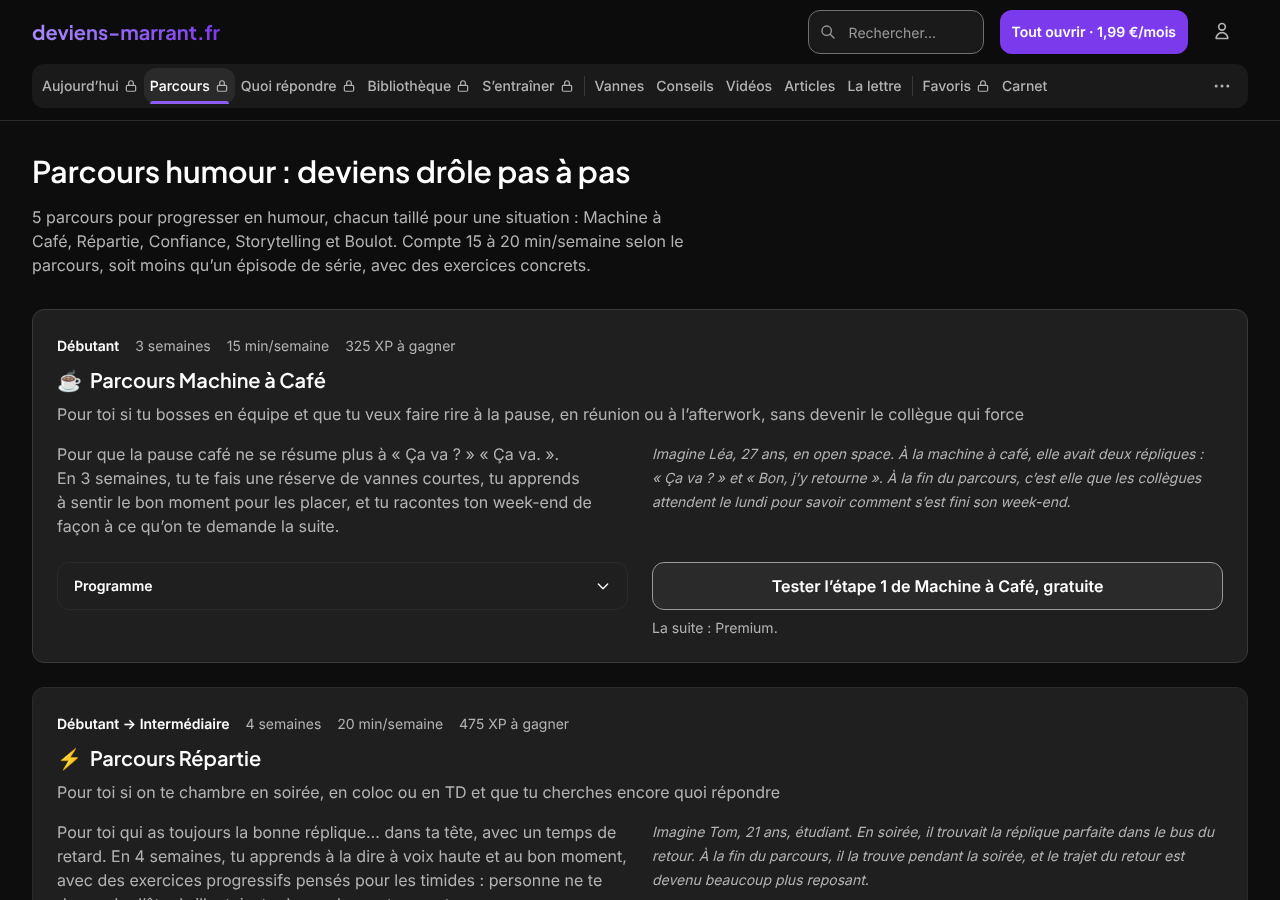 deviens-marrant.fr
Rechercher...
Tout ouvrir · 1,99 €/mois
Aujourd’hui Parcours Quoi répondre Bibliothèque S’entraîner Vannes Conseils Vidéos Articles La lettre Favoris Carnet
Parcours humour : deviens drôle pas à pas
5 parcours pour progresser en humour, chacun taillé pour une situation : Machine à
Café, Répartie, Confiance, Storytelling et Boulot. Compte 15 à 20 min/semaine selon le
parcours, soit moins qu’un épisode de série, avec des exercices concrets.
Débutant 3 semaines 15 min/semaine 325 XP à gagner
☕ Parcours Machine à Café
Pour toi si tu bosses en équipe et que tu veux faire rire à la pause, en réunion ou à l’afterwork, sans devenir le collègue qui force
Pour que la pause café ne se résume plus à « Ça va ? » « Ça va. ».
En 3 semaines, tu te fais une réserve de vannes courtes, tu apprends
à sentir le bon moment pour les placer, et tu racontes ton week-end de
façon à ce qu’on te demande la suite.
Imagine Léa, 27 ans, en open space. À la machine à café, elle avait deux répliques :
« Ça va ? » et « Bon, j’y retourne ». À la fin du parcours, c’est elle que les collègues
attendent le lundi pour savoir comment s’est fini son week-end.
Programme
Tester l’étape 1 de Machine à Café, gratuite
La suite : Premium.
Débutant → Intermédiaire 4 semaines 20 min/semaine 475 XP à gagner
⚡ Parcours Répartie
Pour toi si on te chambre en soirée, en coloc ou en TD et que tu cherches encore quoi répondre
Pour toi qui as toujours la bonne réplique… dans ta tête, avec un temps de
retard. En 4 semaines, tu apprends à la dire à voix haute et au bon moment,
avec des exercices progressifs pensés pour les timides : personne ne te
Imagine Tom, 21 ans, étudiant. En soirée, il trouvait la réplique parfaite dans le bus du
retour. À la fin du parcours, il la trouve pendant la soirée, et le trajet du retour est
devenu beaucoup plus reposant.